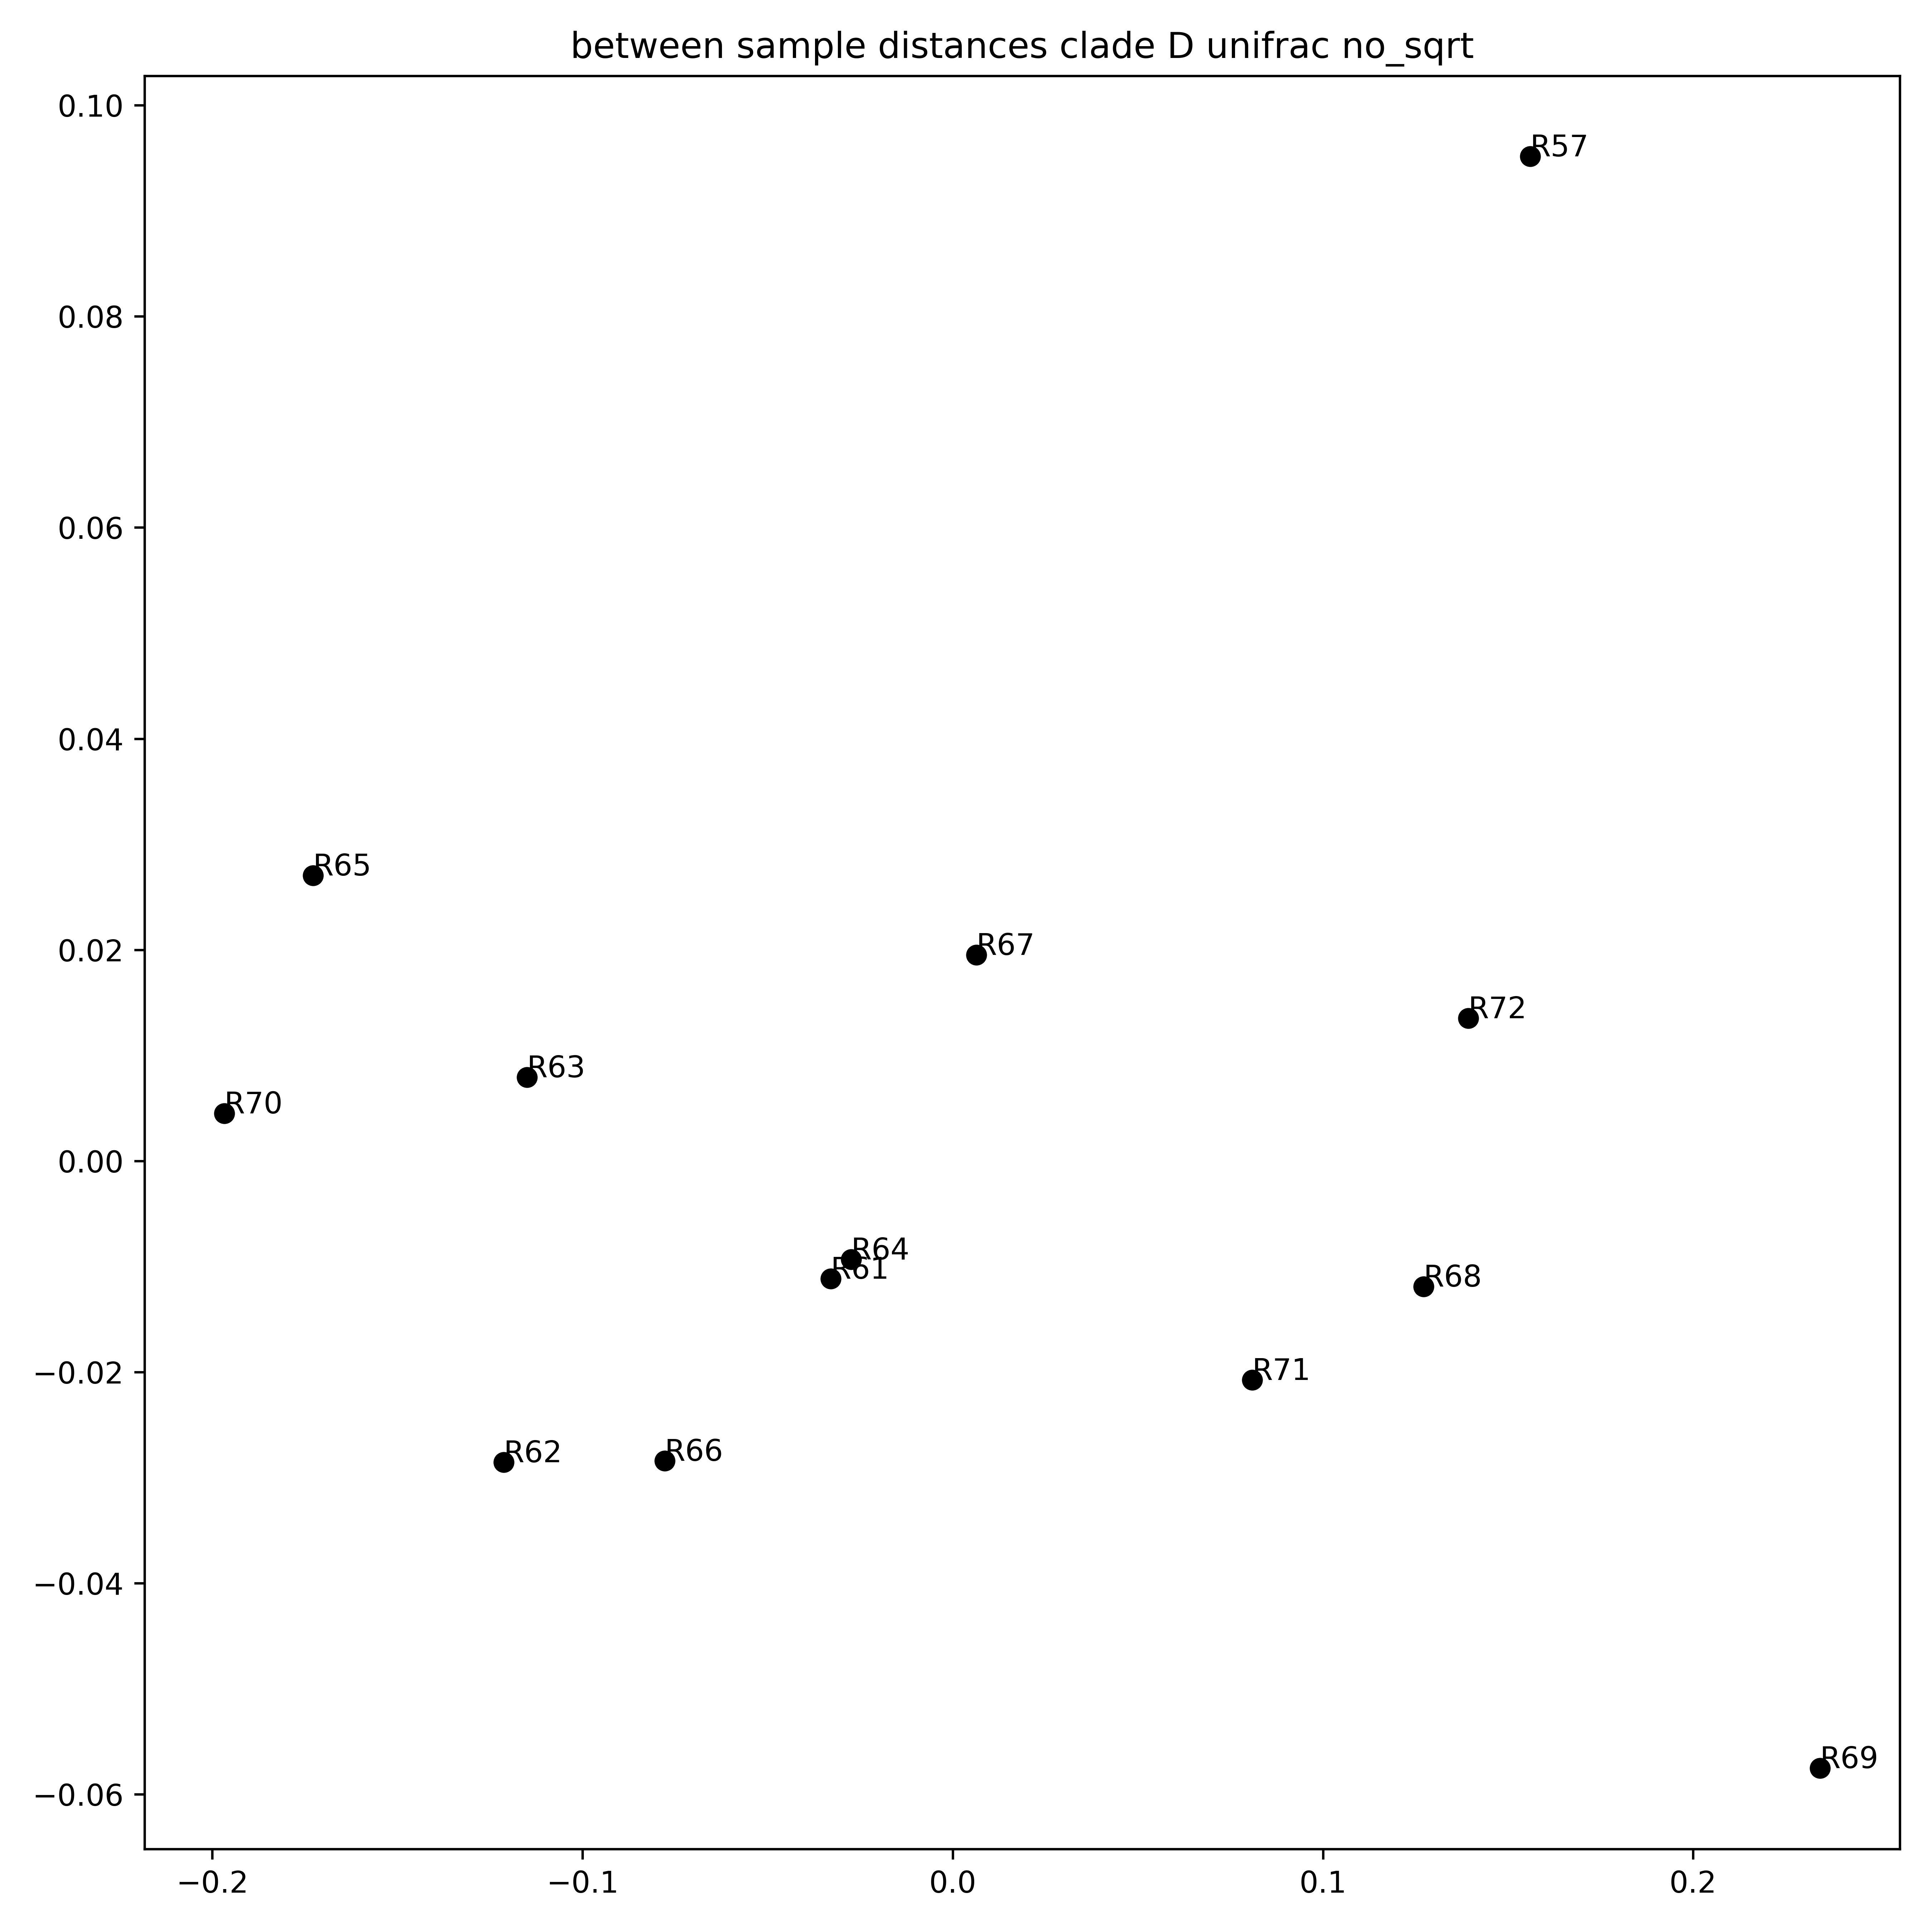 between sample distances clade D unifrac no_sqrt
0.10
R57
0.08
0.06
0.04
R65
R67
0.02
R72
R63
R70
0.00
R64
R61
R68
R71
−0.02
R62
R66
−0.04
R69
−0.06
−0.2
−0.1
0.0
0.1
0.2